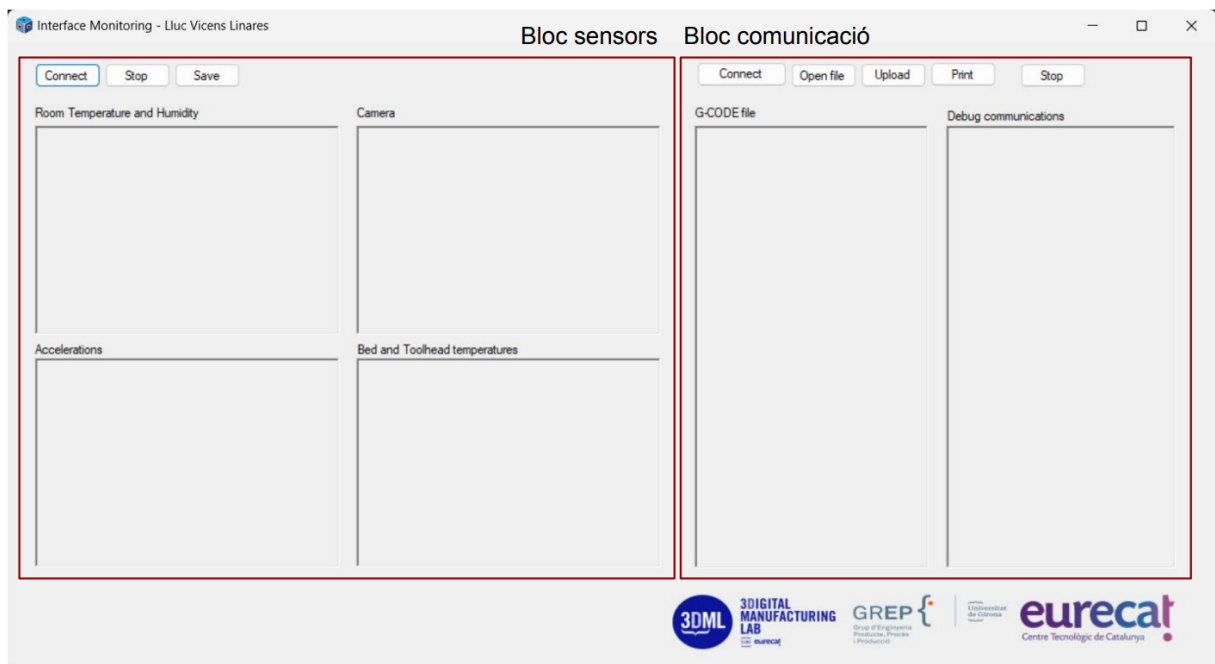 Interface Monitoring - Lluc Vicens Linares
Bloc sensors
Bloc comunicació
Connect
Stop
Save
Room Temperature and Humidity
Camera
Accelerations
Bed and Toolhead temperatures
Connect
Open file
Upload
Print
Stop
G-CODE file
Debug communications
3DML
3DIGITAL
MANUFACTURING
LAB
eurecat
GREP
Grup d'Enginyeria
Producte, Procés
i Producció
Universitat
de Girona
eurecat
Centre Tecnològic de Catalunya